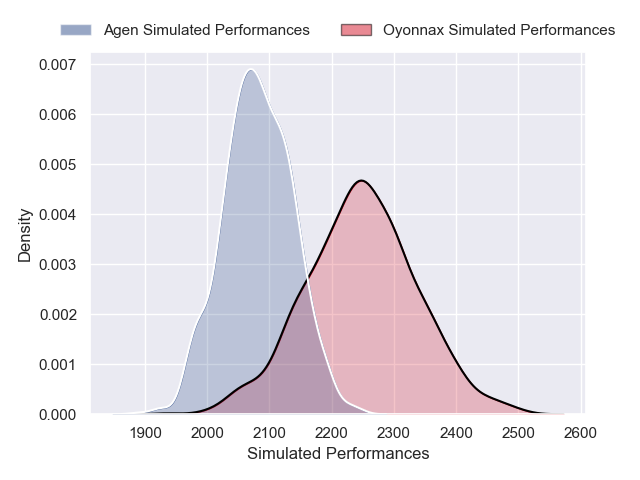 Agen Simulated Performances Oyonnax Simulated Performances
0.007
0.006
0.005
0.004
0.003
0.002
0.001
0.000
Density
1900 2000 2100 2200 2300 2400 2500 2600
Simulated Performances